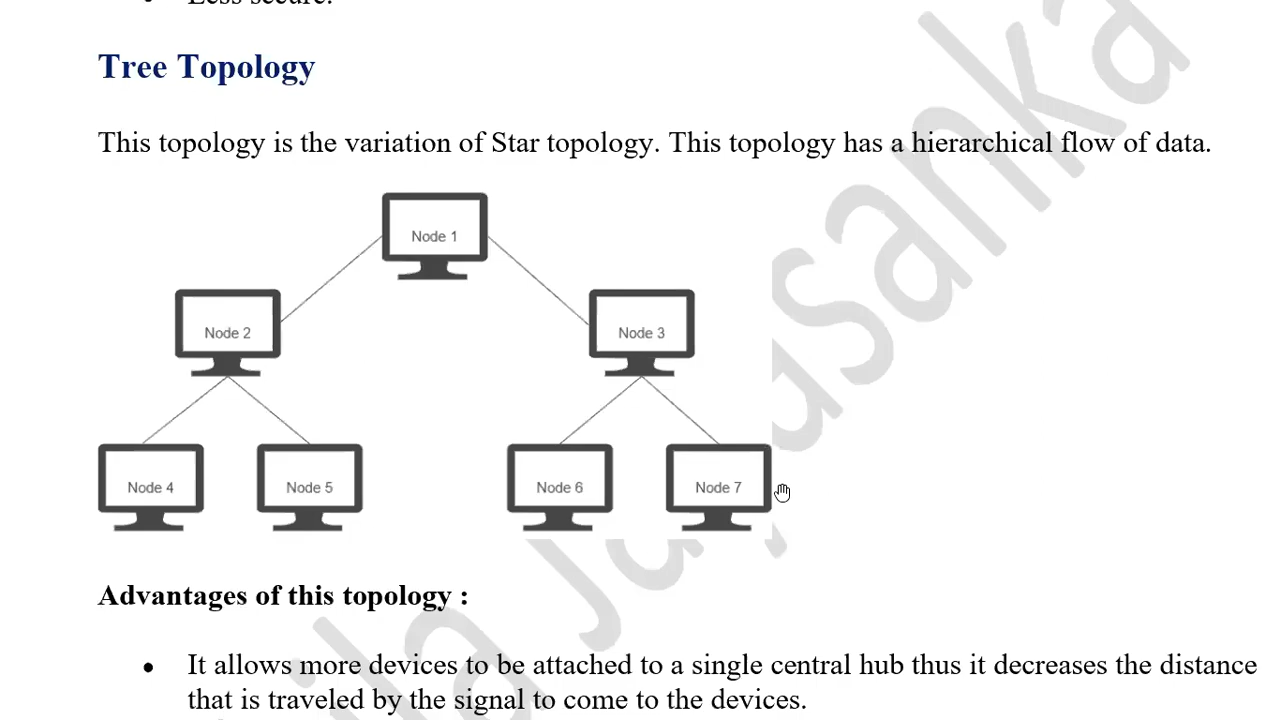 Less secure.
Tree Topology
This topology is the variation of Star topology. This topology has a hierarchical flow of data.
Node 1
Node 2
Node 3
Node 4
Node 5
Node 6
Node 7
Advantages of this topology :
It allows more devices to be attached to a single central hub thus it decreases the distance
that is traveled by the signal to come to the devices.